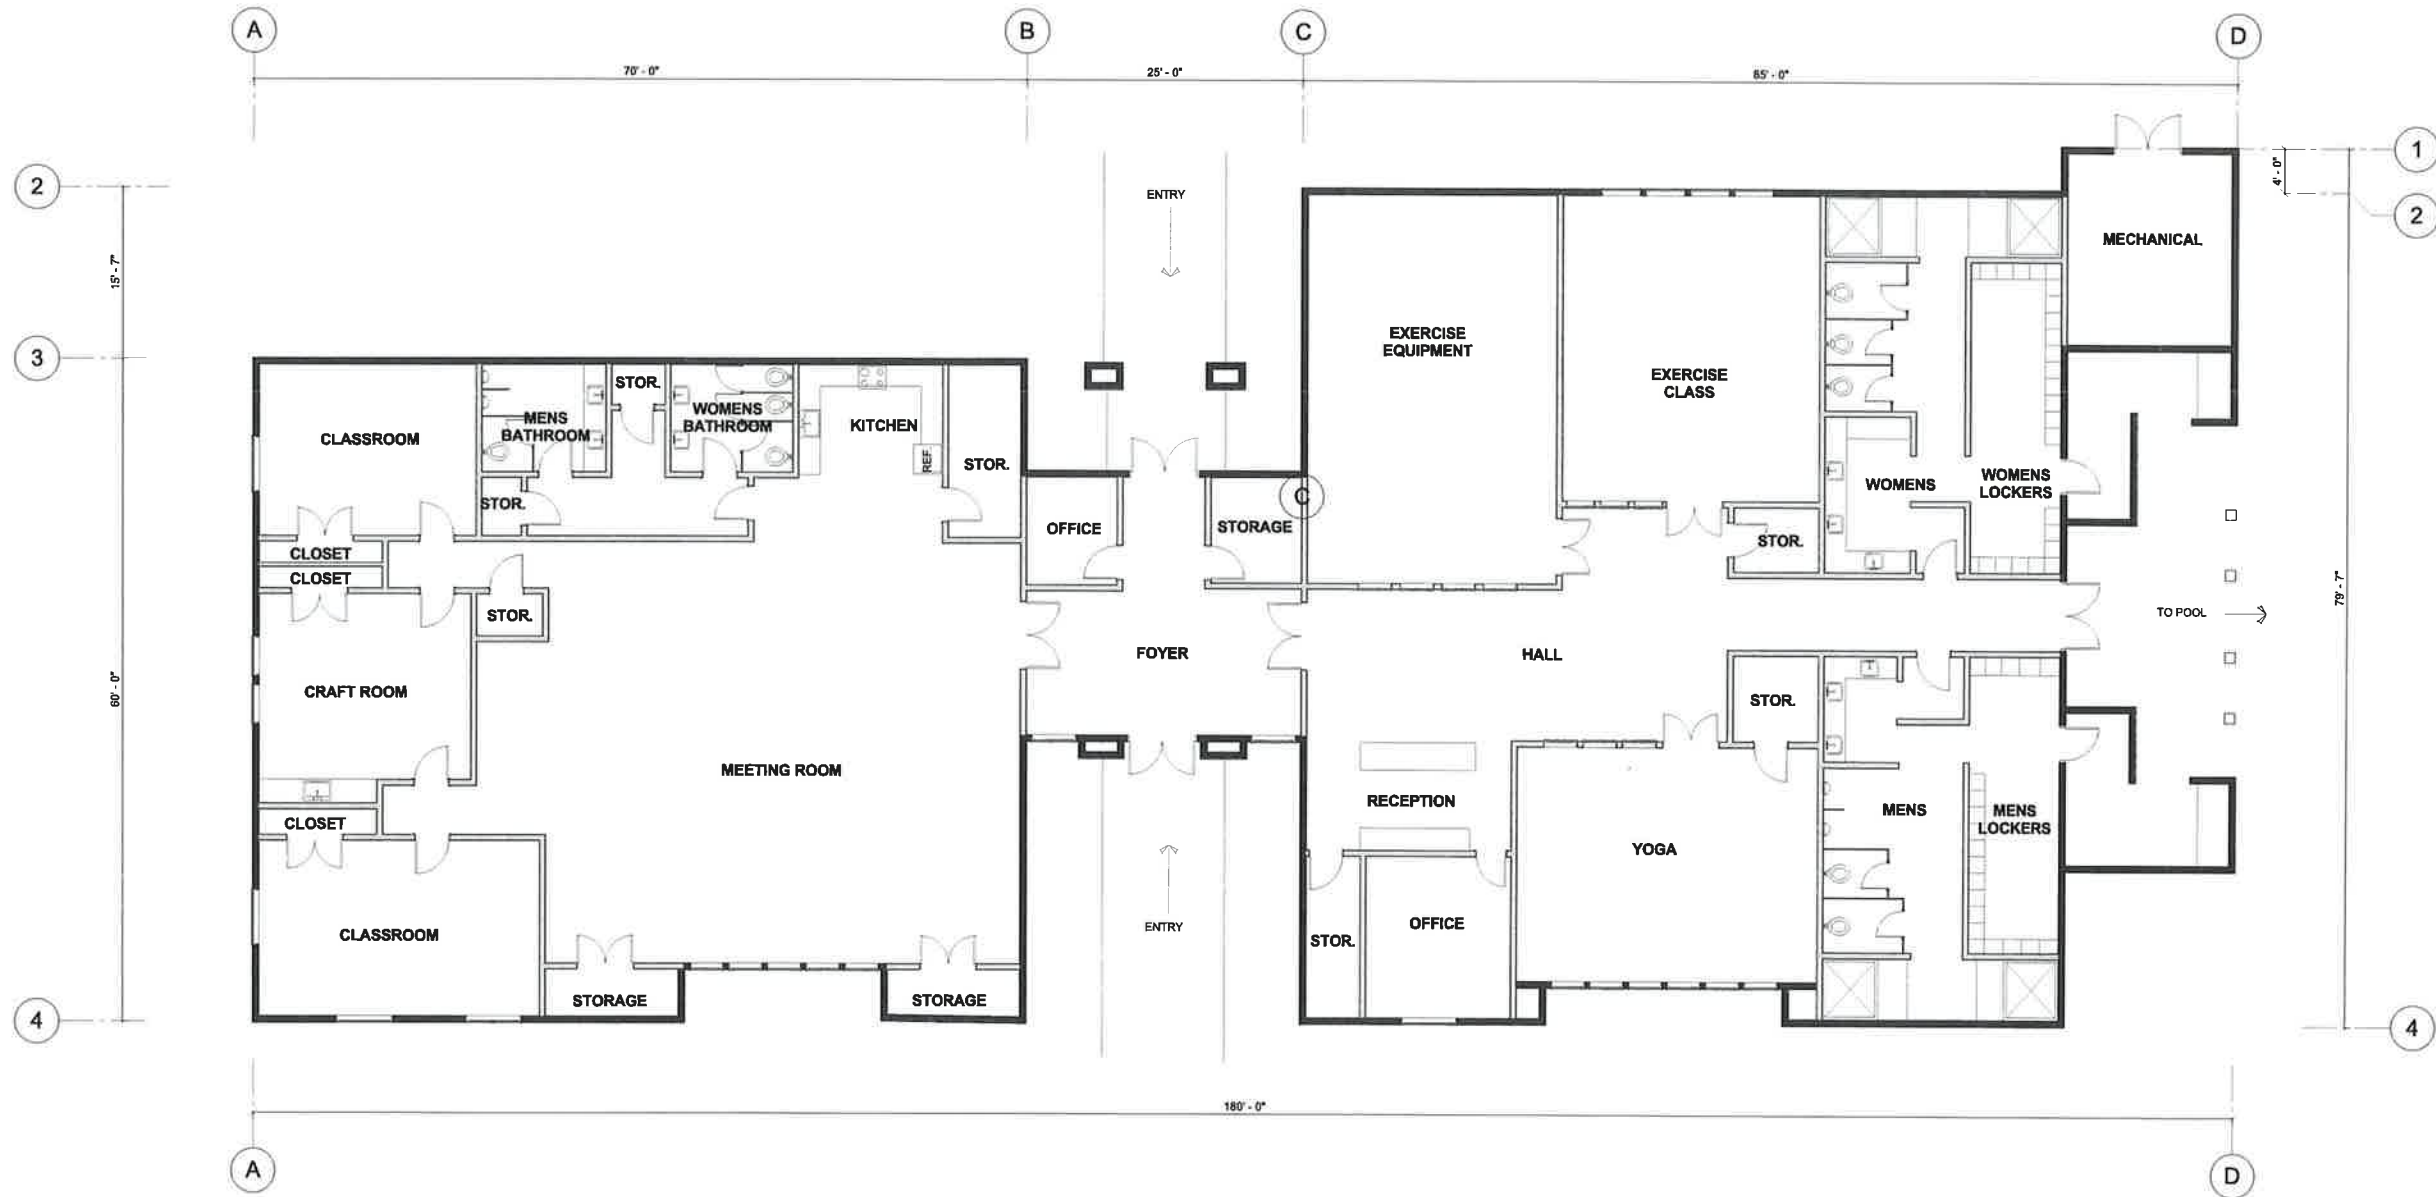 A
B
C
D
70' - 0"
25' - 0"
85' - 0"
1
2
4' - 0"
2
ENTRY
MECHANICAL
15' - 7"
3
EXERCISE
EQUIPMENT
EXERCISE
CLASS
STOR.
CLASSROOM
MENS
BATHROOM
WOMENS
BATHROOM
KITCHEN
REF.
STOR.
STOR.
WOMENS
WOMENS
LOCKERS
C
OFFICE
STORAGE
STOR.
CLOSET
CLOSET
STOR.
79' - 7"
TO POOL
FOYER
HALL
60' - 0"
CRAFT ROOM
STOR.
MEETING ROOM
RECEPTION
MENS
MENS
LOCKERS
CLOSET
YOGA
ENTRY
OFFICE
CLASSROOM
STOR.
STORAGE
STORAGE
4
4
180' - 0"
A
D